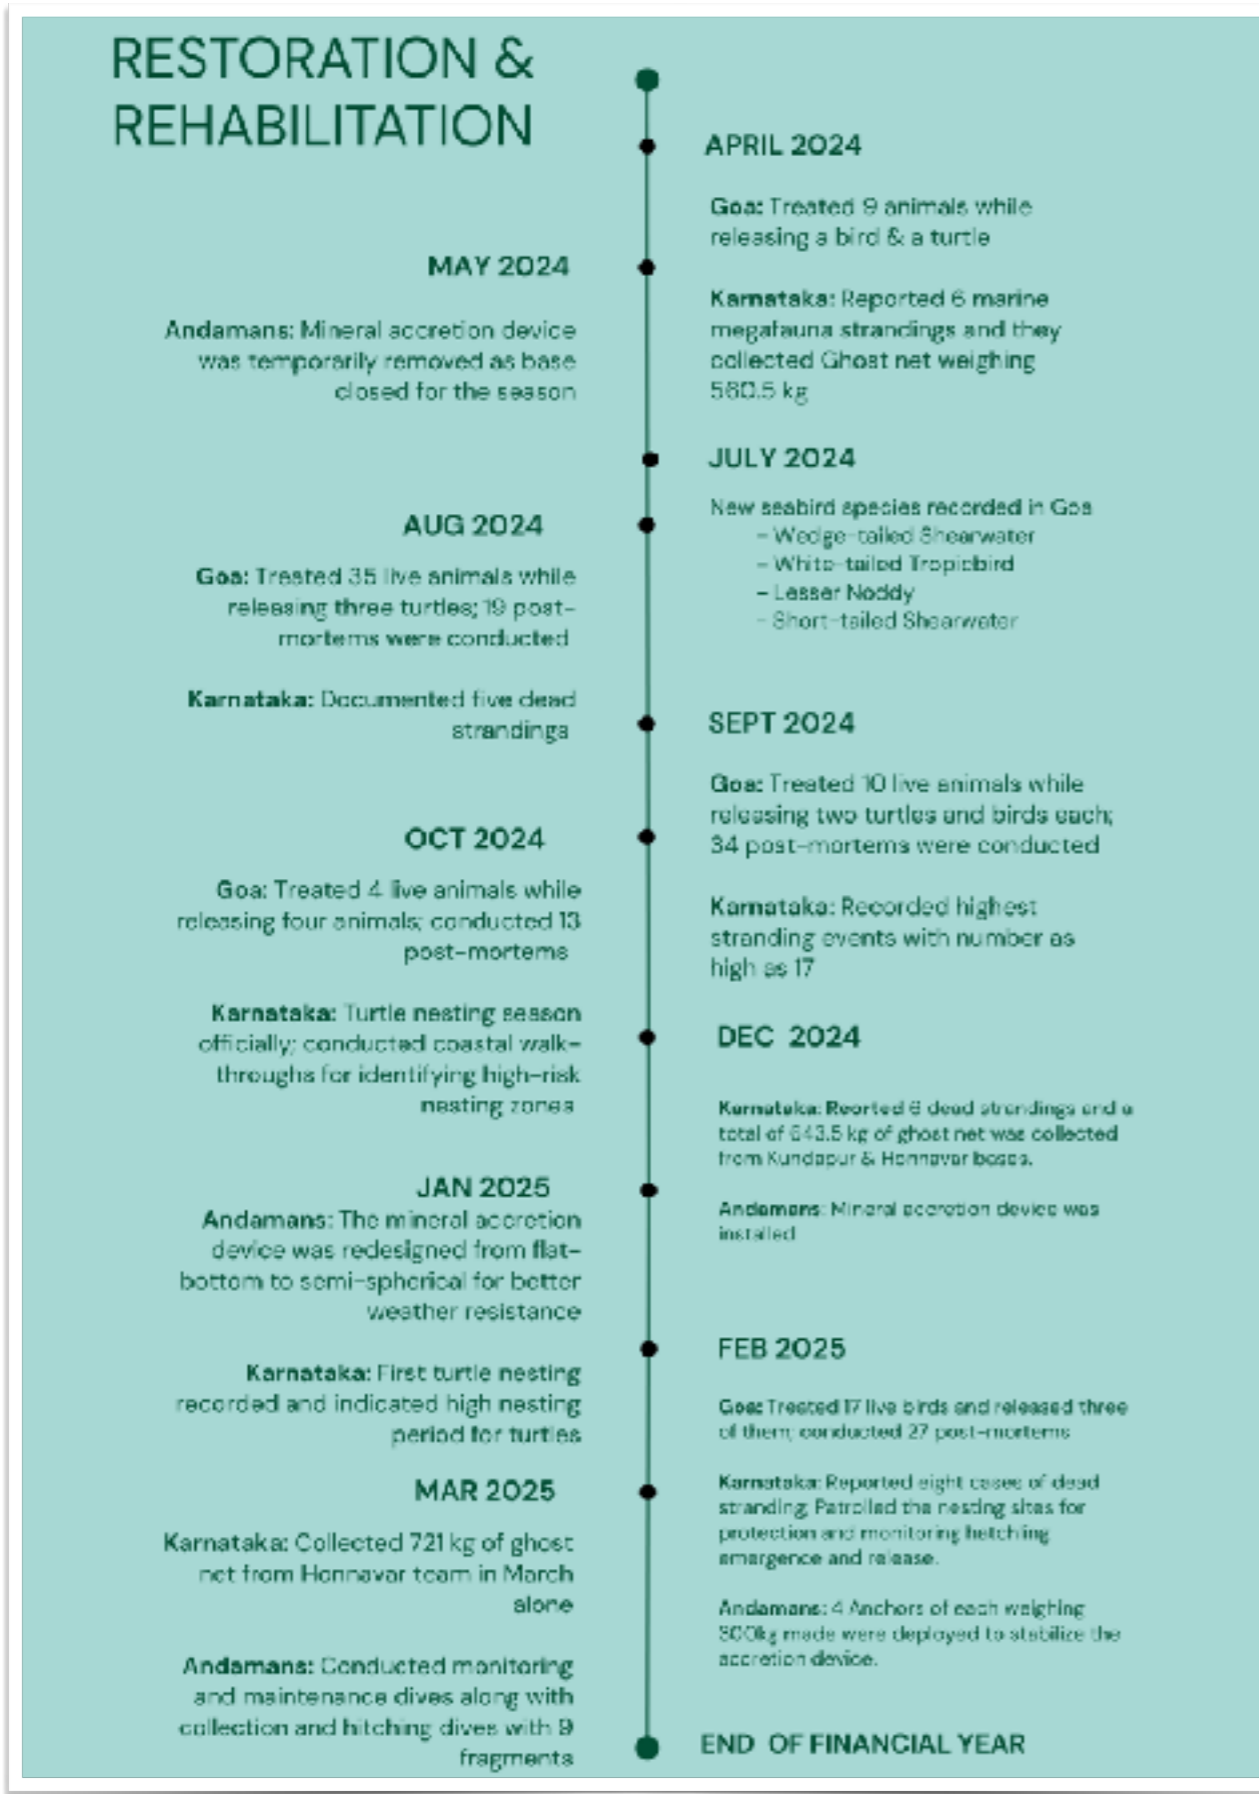 RESTORATION &
REHABILITATION
APRIL 2024
Goa: Treated 9 animals while
releasing a bird & a turtle
Karnataka: Reported 6 marine
megafauna strandings and they
collected Ghost net weighing
560.5 kg
MAY 2024
Andamans: Mineral accretion device
was temporarily removed as base
closed for the season
JULY 2024
New seabird species recorded in Goa
- Wedge-tailed Shearwater
- White-tailed Tropicbird
- Lesser Noddy
- Short-tailed Shearwater
AUG 2024
Goa: Treated 35 live animals while
releasing three turtles; 19 post-
mortems were conducted
Karnataka: Documented five dead
strandings
SEPT 2024
Goa: Treated 10 live animals while
releasing two turtles and birds each;
34 post-mortems were conducted
Karnataka: Recorded highest
stranding events with number as
high as 17
OCT 2024
Goa: Treated 4 live animals while
releasing four animals; conducted 13
post-mortems
Karnataka: Turtle nesting season
officially; conducted coastal walk-
throughs for identifying high-risk
nesting zones
DEC 2024
Karnataka: Reorted 6 dead strandings and a
total of 643.5 kg of ghost net was collected
from Kundapur & Honnavar bases.
Andamans: Mineral accretion device was
installed
JAN 2025
Andamans: The mineral accretion
device was redesigned from flat-
bottom to semi-spherical for better
weather resistance
Karnataka: First turtle nesting
recorded and indicated high nesting
period for turtles
FEB 2025
Goa: Treated 17 live birds and released three
of them; conducted 27 post-mortems
Karnataka: Reported eight cases of dead
stranding; Patrolled the nesting sites for
protection and monitoring hatchling
emergence and release.
Andamans: 4 Anchors of each weighing
300kg made were deployed to stabilize the
accretion device.
MAR 2025
Karnataka: Collected 721 kg of ghost
net from Honnavar team in March
alone
Andamans: Conducted monitoring
and maintenance dives along with
collection and hitching dives with 9
fragments
END OF FINANCIAL YEAR